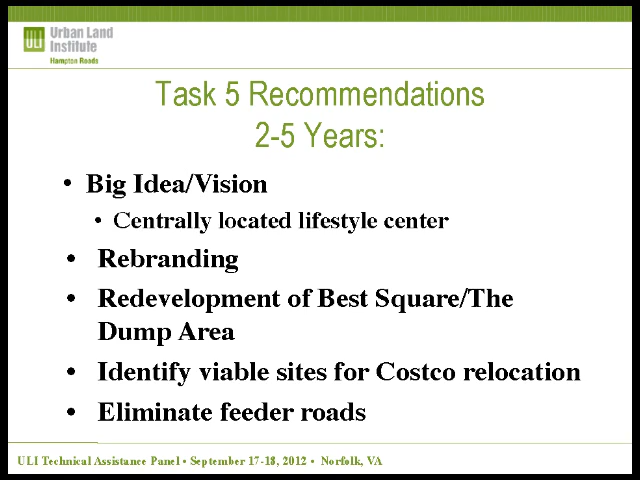 ULI Urban Land
Institute
Hampton Roads
Task 5 Recommendations
2-5 Years:
• Big Idea/Vision
• Centrally located lifestyle center
• Rebranding
• Redevelopment of Best Square/The
Dump Area
• Identify viable sites for Costco relocation
• Eliminate feeder roads
ULI Technical Assistance Panel • September 17-18, 2012 • Norfolk, VA